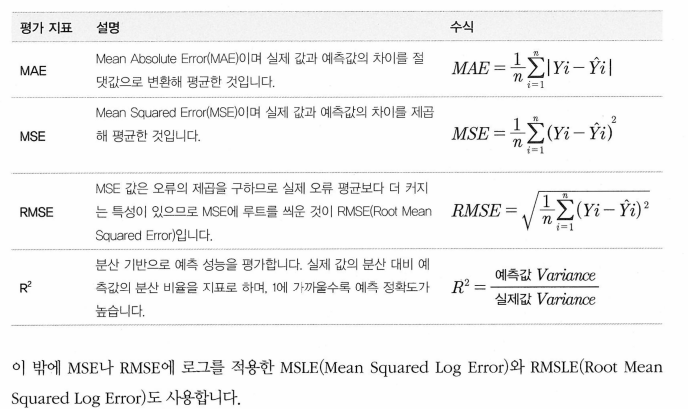 평가 지표 설명 수식
MAE
Mean Absolute Error(MAE)이며 실제 값과 예측값의 차이를 절
댓값으로 변환해 평균한 것입니다.
MAE = \frac{1}{n}\sum_{i=1}^{n}|Yi - Ŷi|
MSE
Mean Squared Error(MSE)이며 실제 값과 예측값의 차이를 제곱
해 평균한 것입니다.
MSE = \frac{1}{n}\sum_{i=1}^{n}(Yi - Ŷi)^2
RMSE
MSE 값은 오류의 제곱을 구하므로 실제 오류 평균보다 더 커지
는 특성이 있으므로 MSE에 루트를 씌운 것이 RMSE(Root Mean
Squared Error)입니다.
RMSE = \sqrt{\frac{1}{n}\sum_{i=1}^{n}(Yi - Ŷi)^2}
R²
분산 기반으로 예측 성능을 평가합니다. 실제 값의 분산 대비 예
측값의 분산 비율을 지표로 하며, 1에 가까울수록 예측 정확도가
높습니다.
R² = \frac{예측값 Variance}{실제값 Variance}
이 밖에 MSE나 RMSE에 로그를 적용한 MSLE(Mean Squared Log Error)와 RMSLE(Root Mean
Squared Log Error)도 사용합니다.